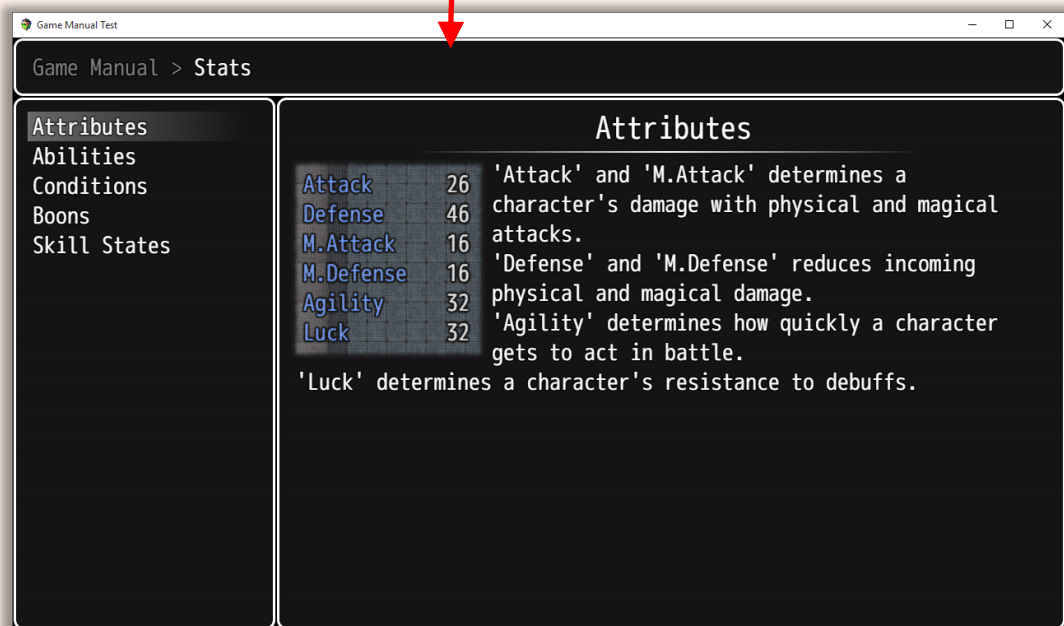 Game Manual Test
Game Manual > Stats
Attributes
Abilities
Conditions
Boons
Skill States
Attributes
Attack 26
Defense 46
M.Attack 16
M.Defense 16
Agility 32
Luck 32
'Attack' and 'M.Attack' determines a
character's damage with physical and magical
attacks.
'Defense' and 'M.Defense' reduces incoming
physical and magical damage.
'Agility' determines how quickly a character
gets to act in battle.
'Luck' determines a character's resistance to debuffs.